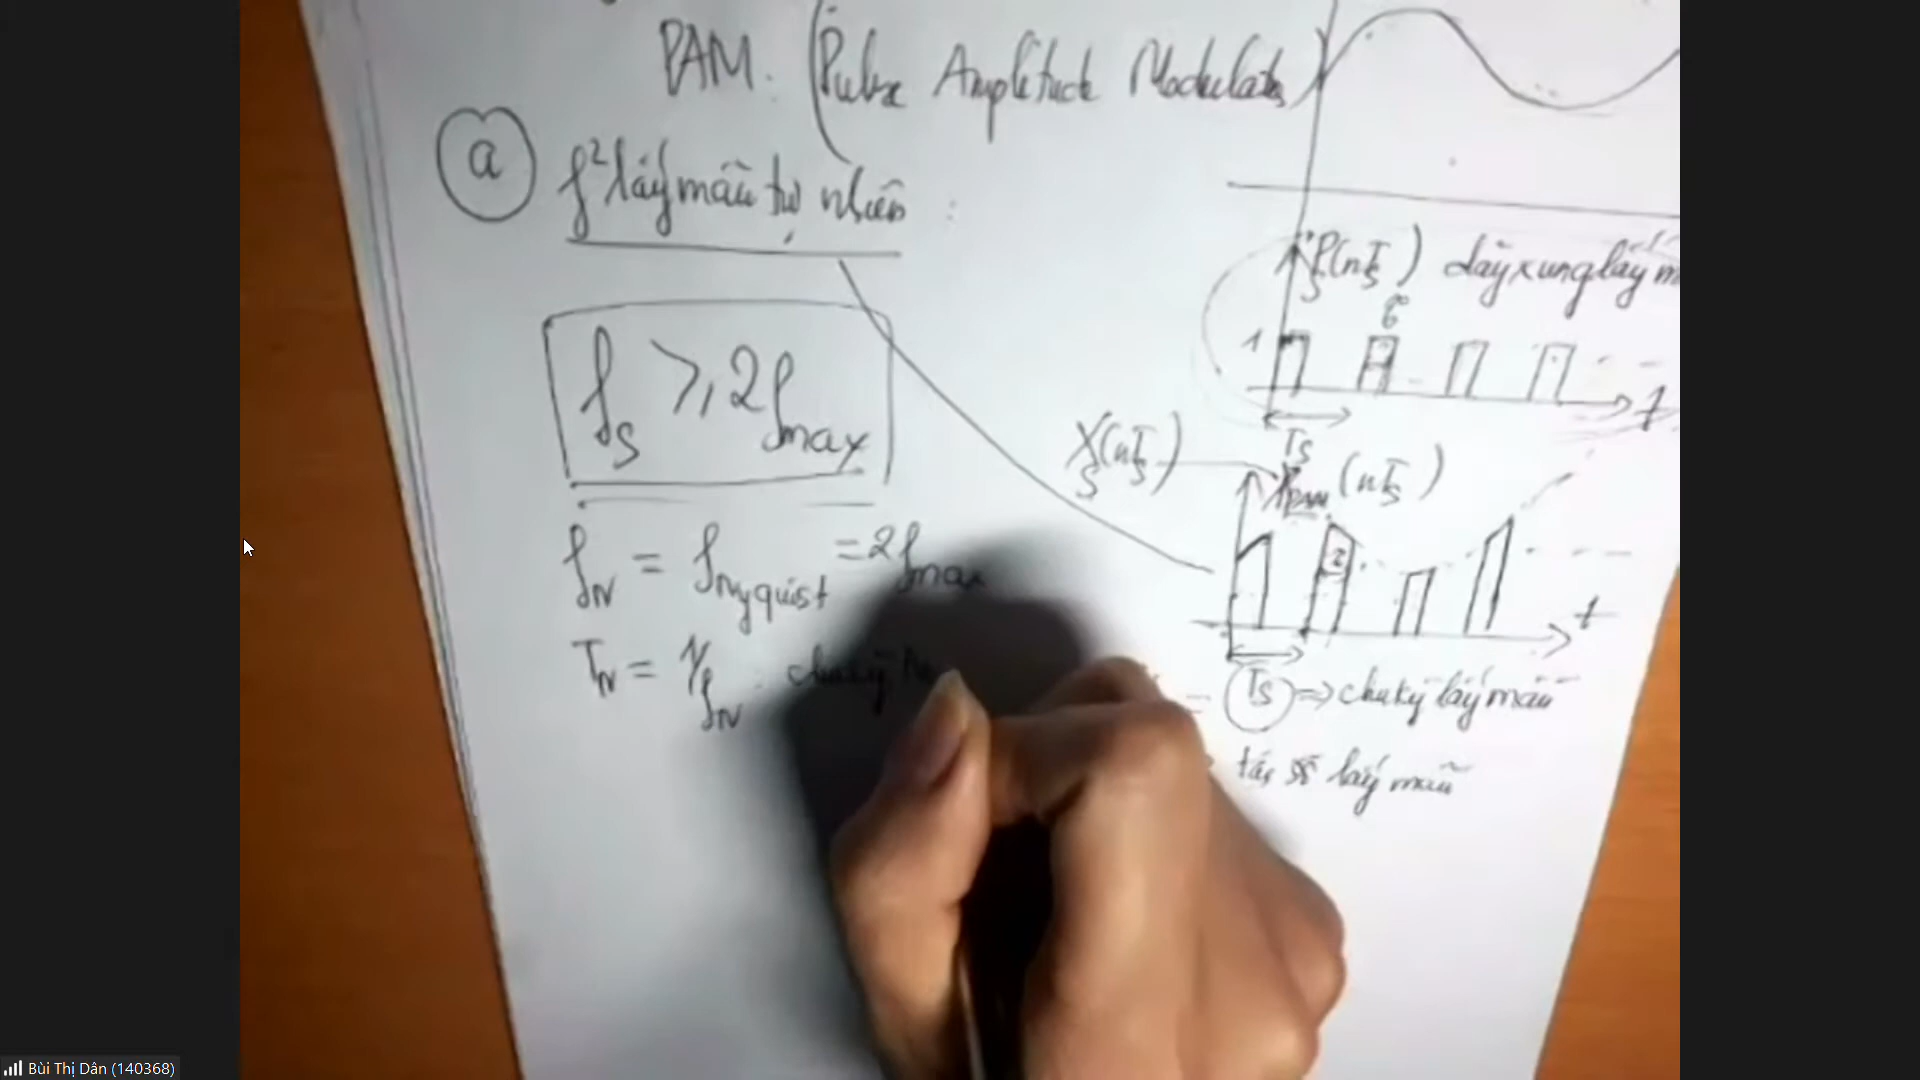 PAM. (Pulse Amplitude Modulation)
a
f² lấy mẫu tự nhiên :
fs ≥ 2fmax
fN = fNyquist = 2fmax
TN = 1/fN : chu kỳ
P(nTs) dãy xung lấy
1 τ
t
Ts
Xs(nTs)
XPAM(nTs)
τ
t
Ts => chu kỳ lấy mẫu
số lấy mẫu
Bùi Thị Dân (140368)